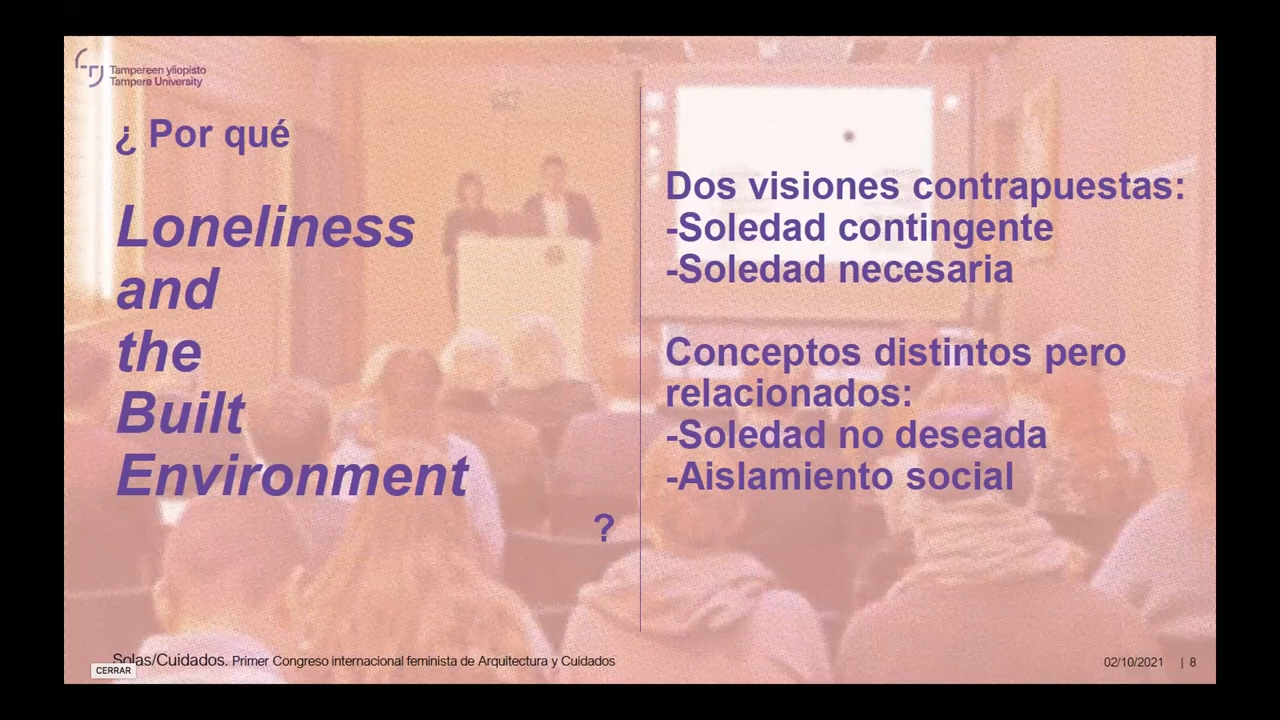 Tampereen yliopisto
Tampere University
¿ Por qué
Loneliness
and
the
Built
Environment
?
Dos visiones contrapuestas:
-Soledad contingente
-Soledad necesaria
Conceptos distintos pero
relacionados:
-Soledad no deseada
-Aislamiento social
Solas/Cuidados. Primer Congreso internacional feminista de Arquitectura y Cuidados
CERRAR
02/10/2021 | 8